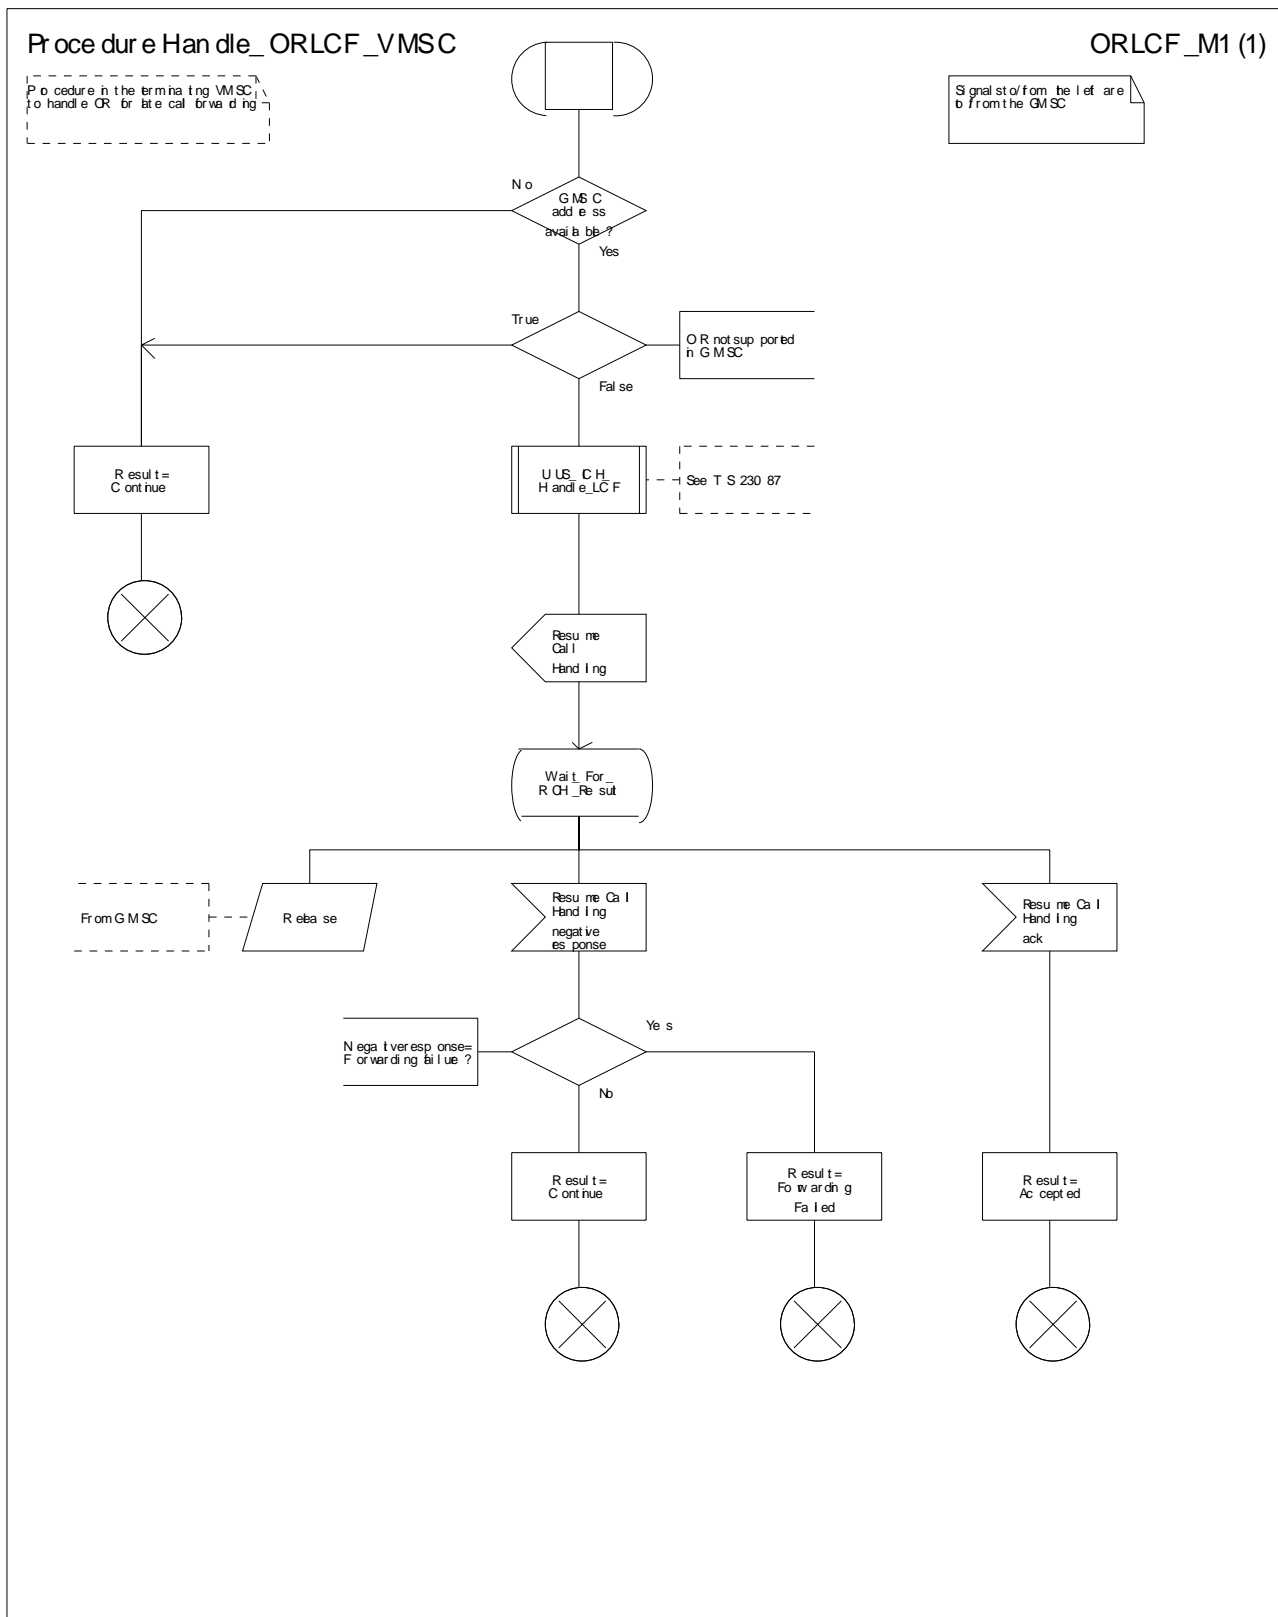 Procedure Handle_ORLCF_VMSC
ORLCF_M1 (1)
Procedure in the terminating VMSC
to handle OR for late call forwarding
Signals to/from the left are
to/from the GMSC
No
GMSC
address
available ?
Yes
True
OR not supported
in GMSC
False
Result=
Continue
UUS_ICH_
Handle_LCF
See TS 23087
Resume
Call
Handling
Wait_For_
RCH_Result
From GMSC
Release
Resume Call
Handling
negative
response
Resume Call
Handling
ack
Yes
Negative response=
Forwarding failure ?
No
Result=
Continue
Result=
Forwarding
Failed
Result=
Accepted